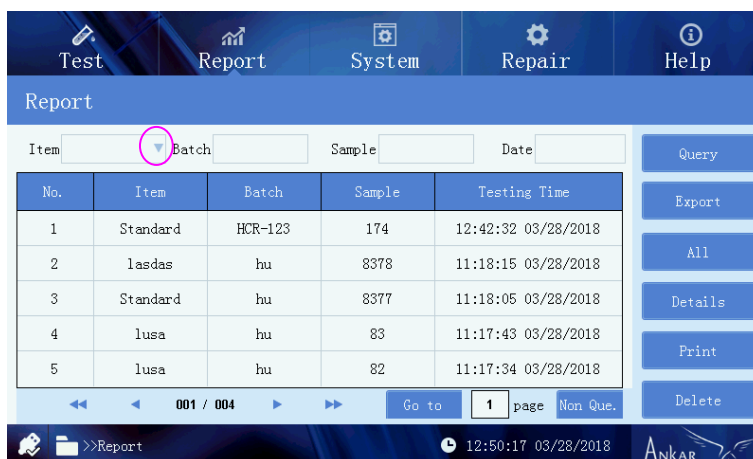 Test Report System Repair Help
Report
Item Batch Sample Date Query
No. Item Batch Sample Testing Time Export
1 Standard HCR-123 174 12:42:32 03/28/2018
2 lasdas hu 8378 11:18:15 03/28/2018 All
3 Standard hu 8377 11:18:05 03/28/2018 Details
4 lusa hu 83 11:17:43 03/28/2018 Print
5 lusa hu 82 11:17:34 03/28/2018
001 / 004 Go to 1 page Non Que. Delete
>>Report 12:50:17 03/28/2018 ANKAR